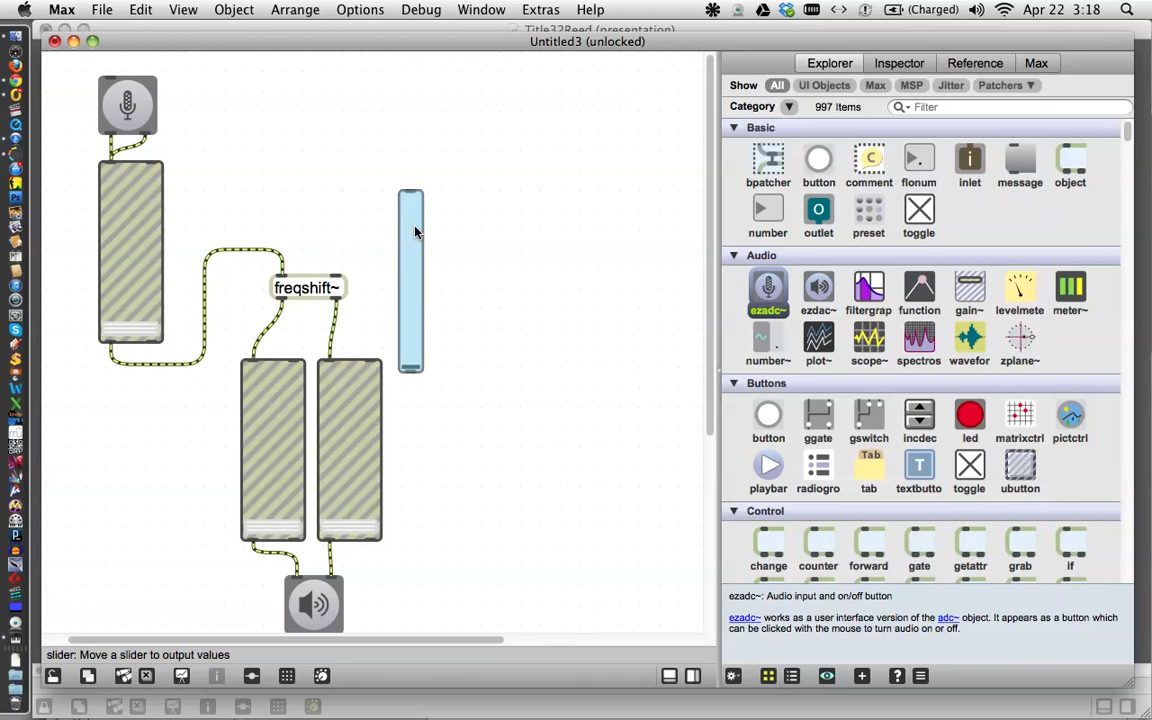 Max File Edit View Object Arrange Options Debug Window Extras Help (Charged) Apr 22 3:18
Title32Reed (presentation)
Untitled3 (unlocked)
Explorer Inspector Reference Max
Show All UI Objects Max MSP Jitter Patchers ▼
Category ▼ 997 Items Filter
Basic
bpatcher button comment flonum inlet message object
number outlet preset toggle
Audio
ezadc~ ezdac~ filtergrap function gain~ levelmete meter~
number~ plot~ scope~ spectros wavefor zplane~
Buttons
button ggate gswitch incdec led matrixctrl pictctrl
Tab
playbar radiogro tab textbutto toggle ubutton
Control
change counter forward gate getattr grab if
ezadc~: Audio input and on/off button
ezadc~ works as a user interface version of the adc~ object. It appears as a button which
can be clicked with the mouse to turn audio on or off.
freqshift~
slider: Move a slider to output values